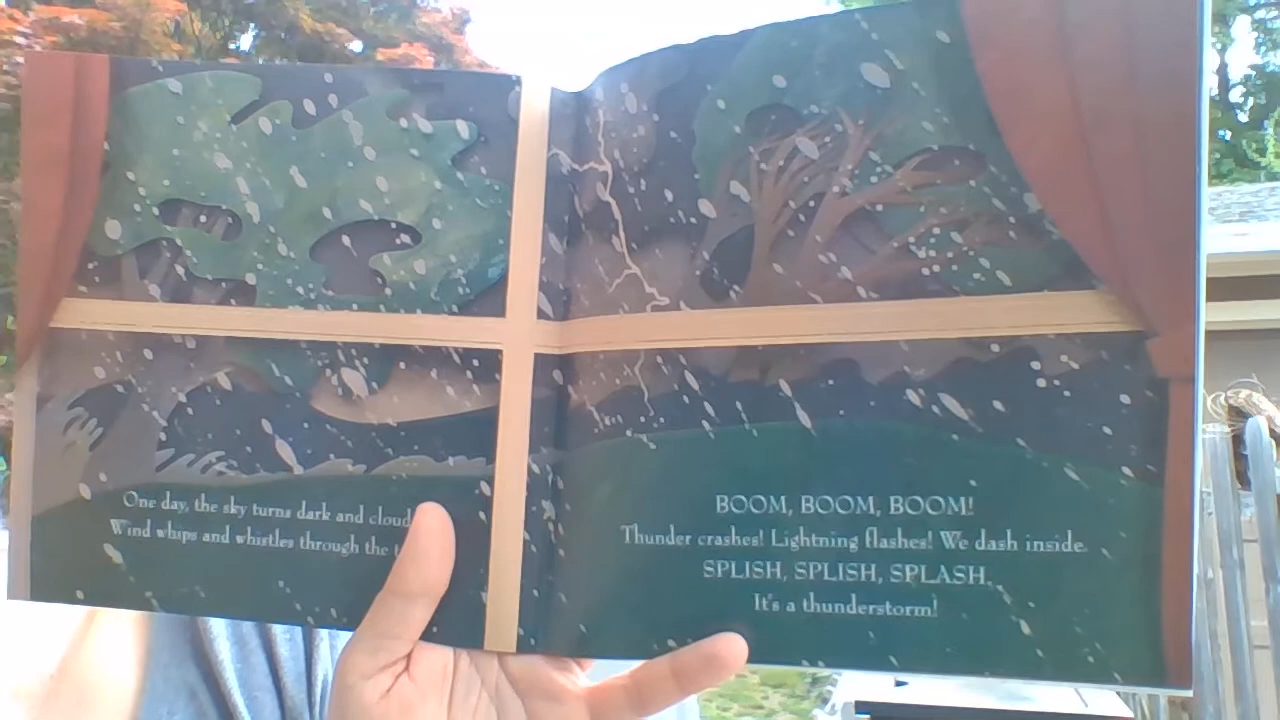 One day, the sky turns dark and cloud
Wind whips and whistles through the
BOOM, BOOM, BOOM!
Thunder crashes! Lightning flashes! We dash inside.
SPLISH, SPLISH, SPLASH.
It's a thunderstorm!